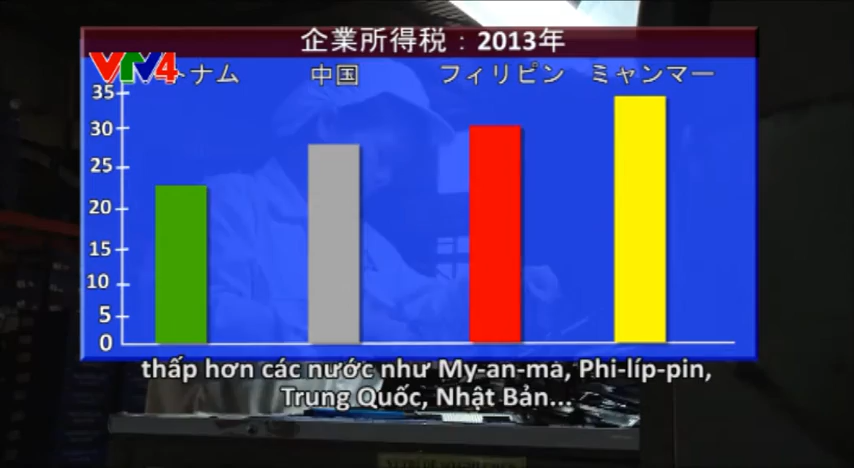 企業所得税：2013年
VTV4
トナム 中国 フィリピン ミャンマー
35
30
25
20
15
10
5
0
thấp hơn các nước như My-an-ma, Phi-líp-pin,
Trung Quốc, Nhật Bản...